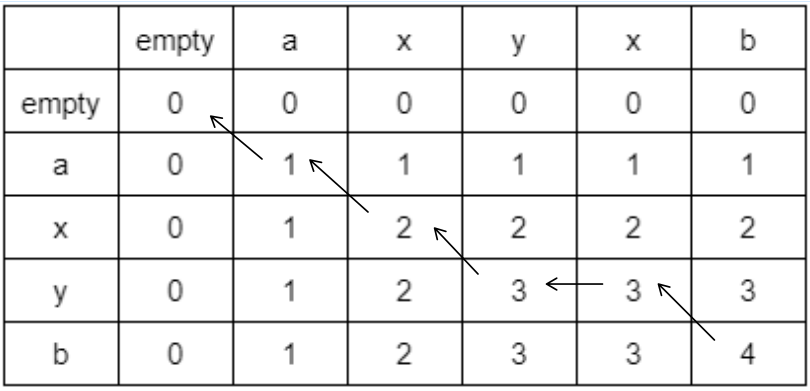 empty a x y x b
empty 0 0 0 0 0 0
a 0 1 1 1 1 1
x 0 1 2 2 2 2
y 0 1 2 3 3 3
b 0 1 2 3 3 4